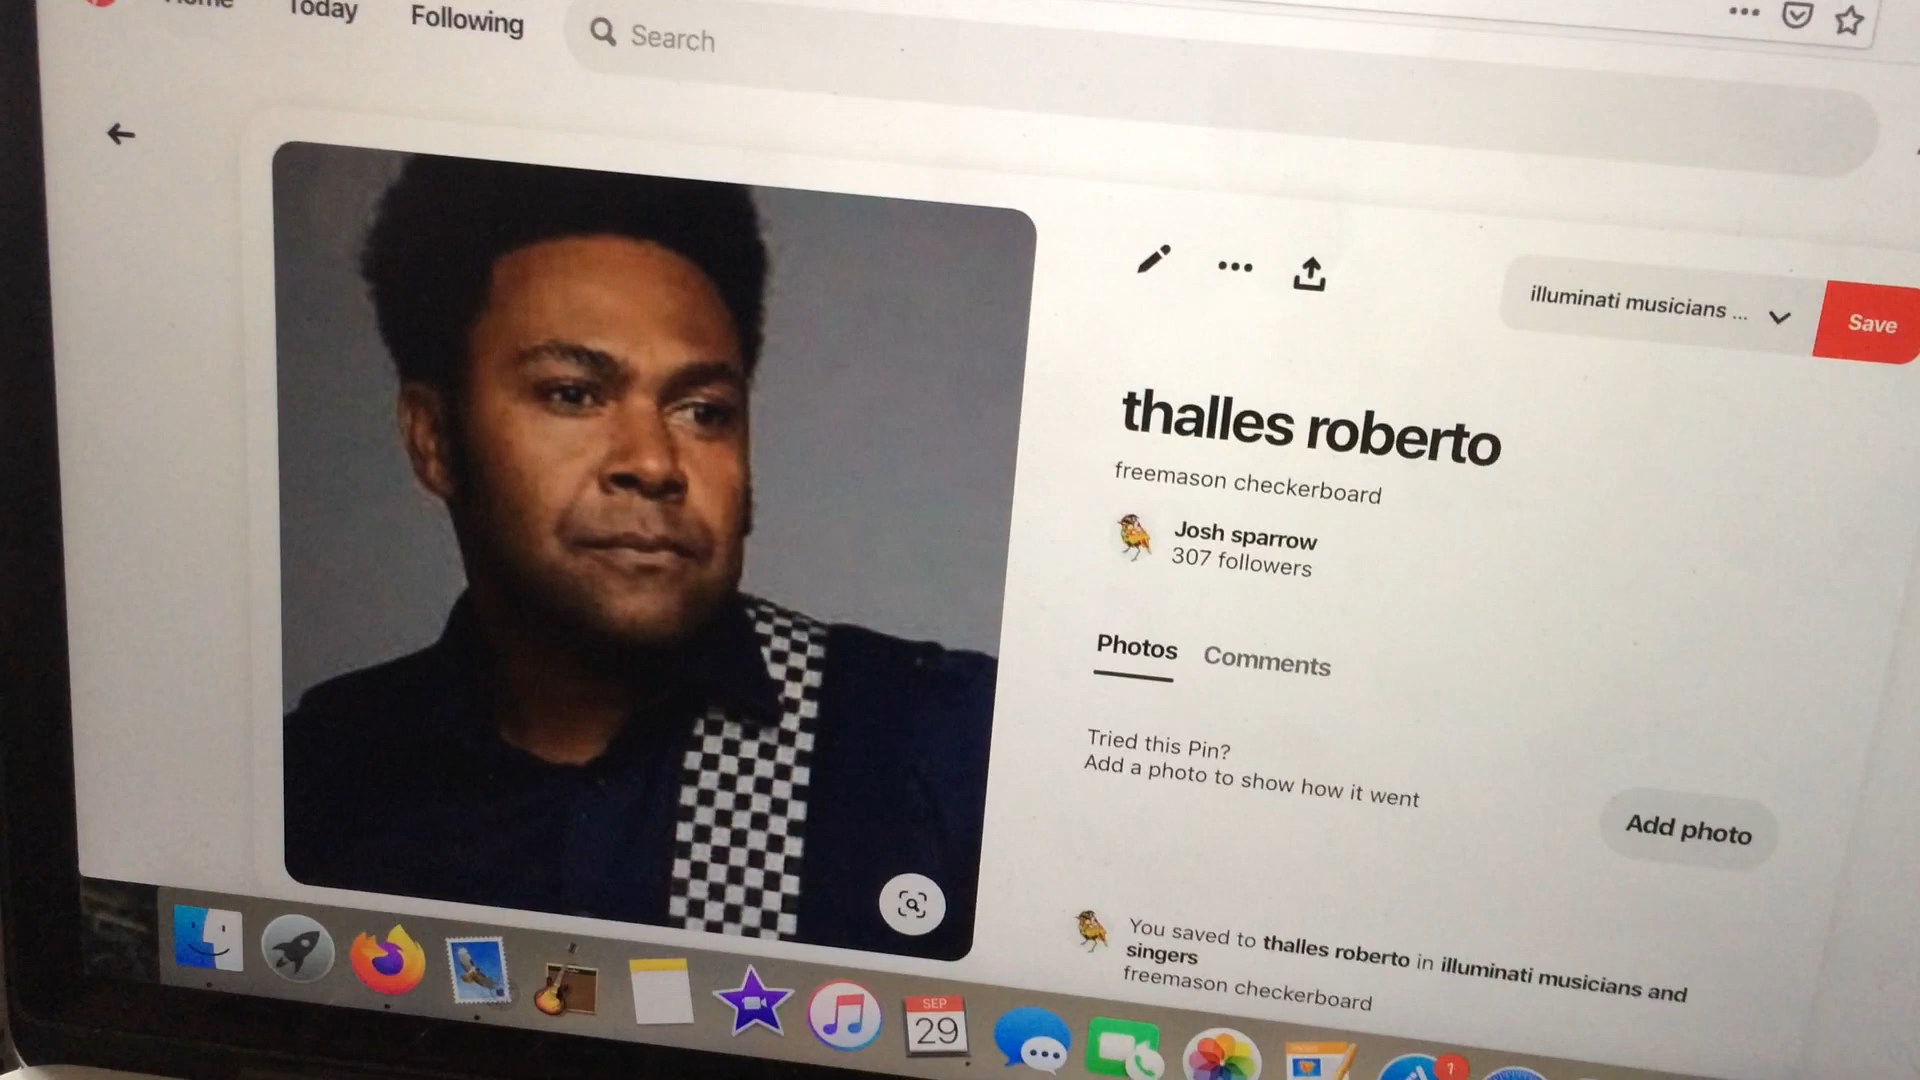 Home
Today
Following
Search
illuminati musicians ...
Save
thalles roberto
freemason checkerboard
Josh sparrow
307 followers
Photos
Comments
Tried this Pin?
Add a photo to show how it went
Add photo
You saved to thalles roberto in illuminati musicians and
singers
freemason checkerboard
SEP
29
1